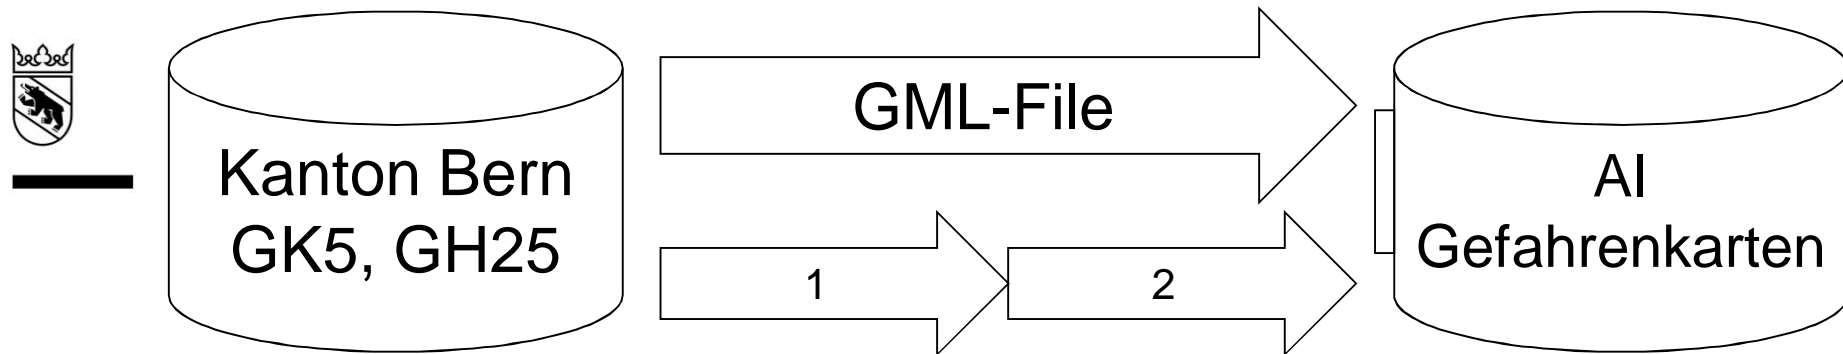 Kanton Bern
GK5, GH25
GML-File
1
2
AI
Gefahrenkarten